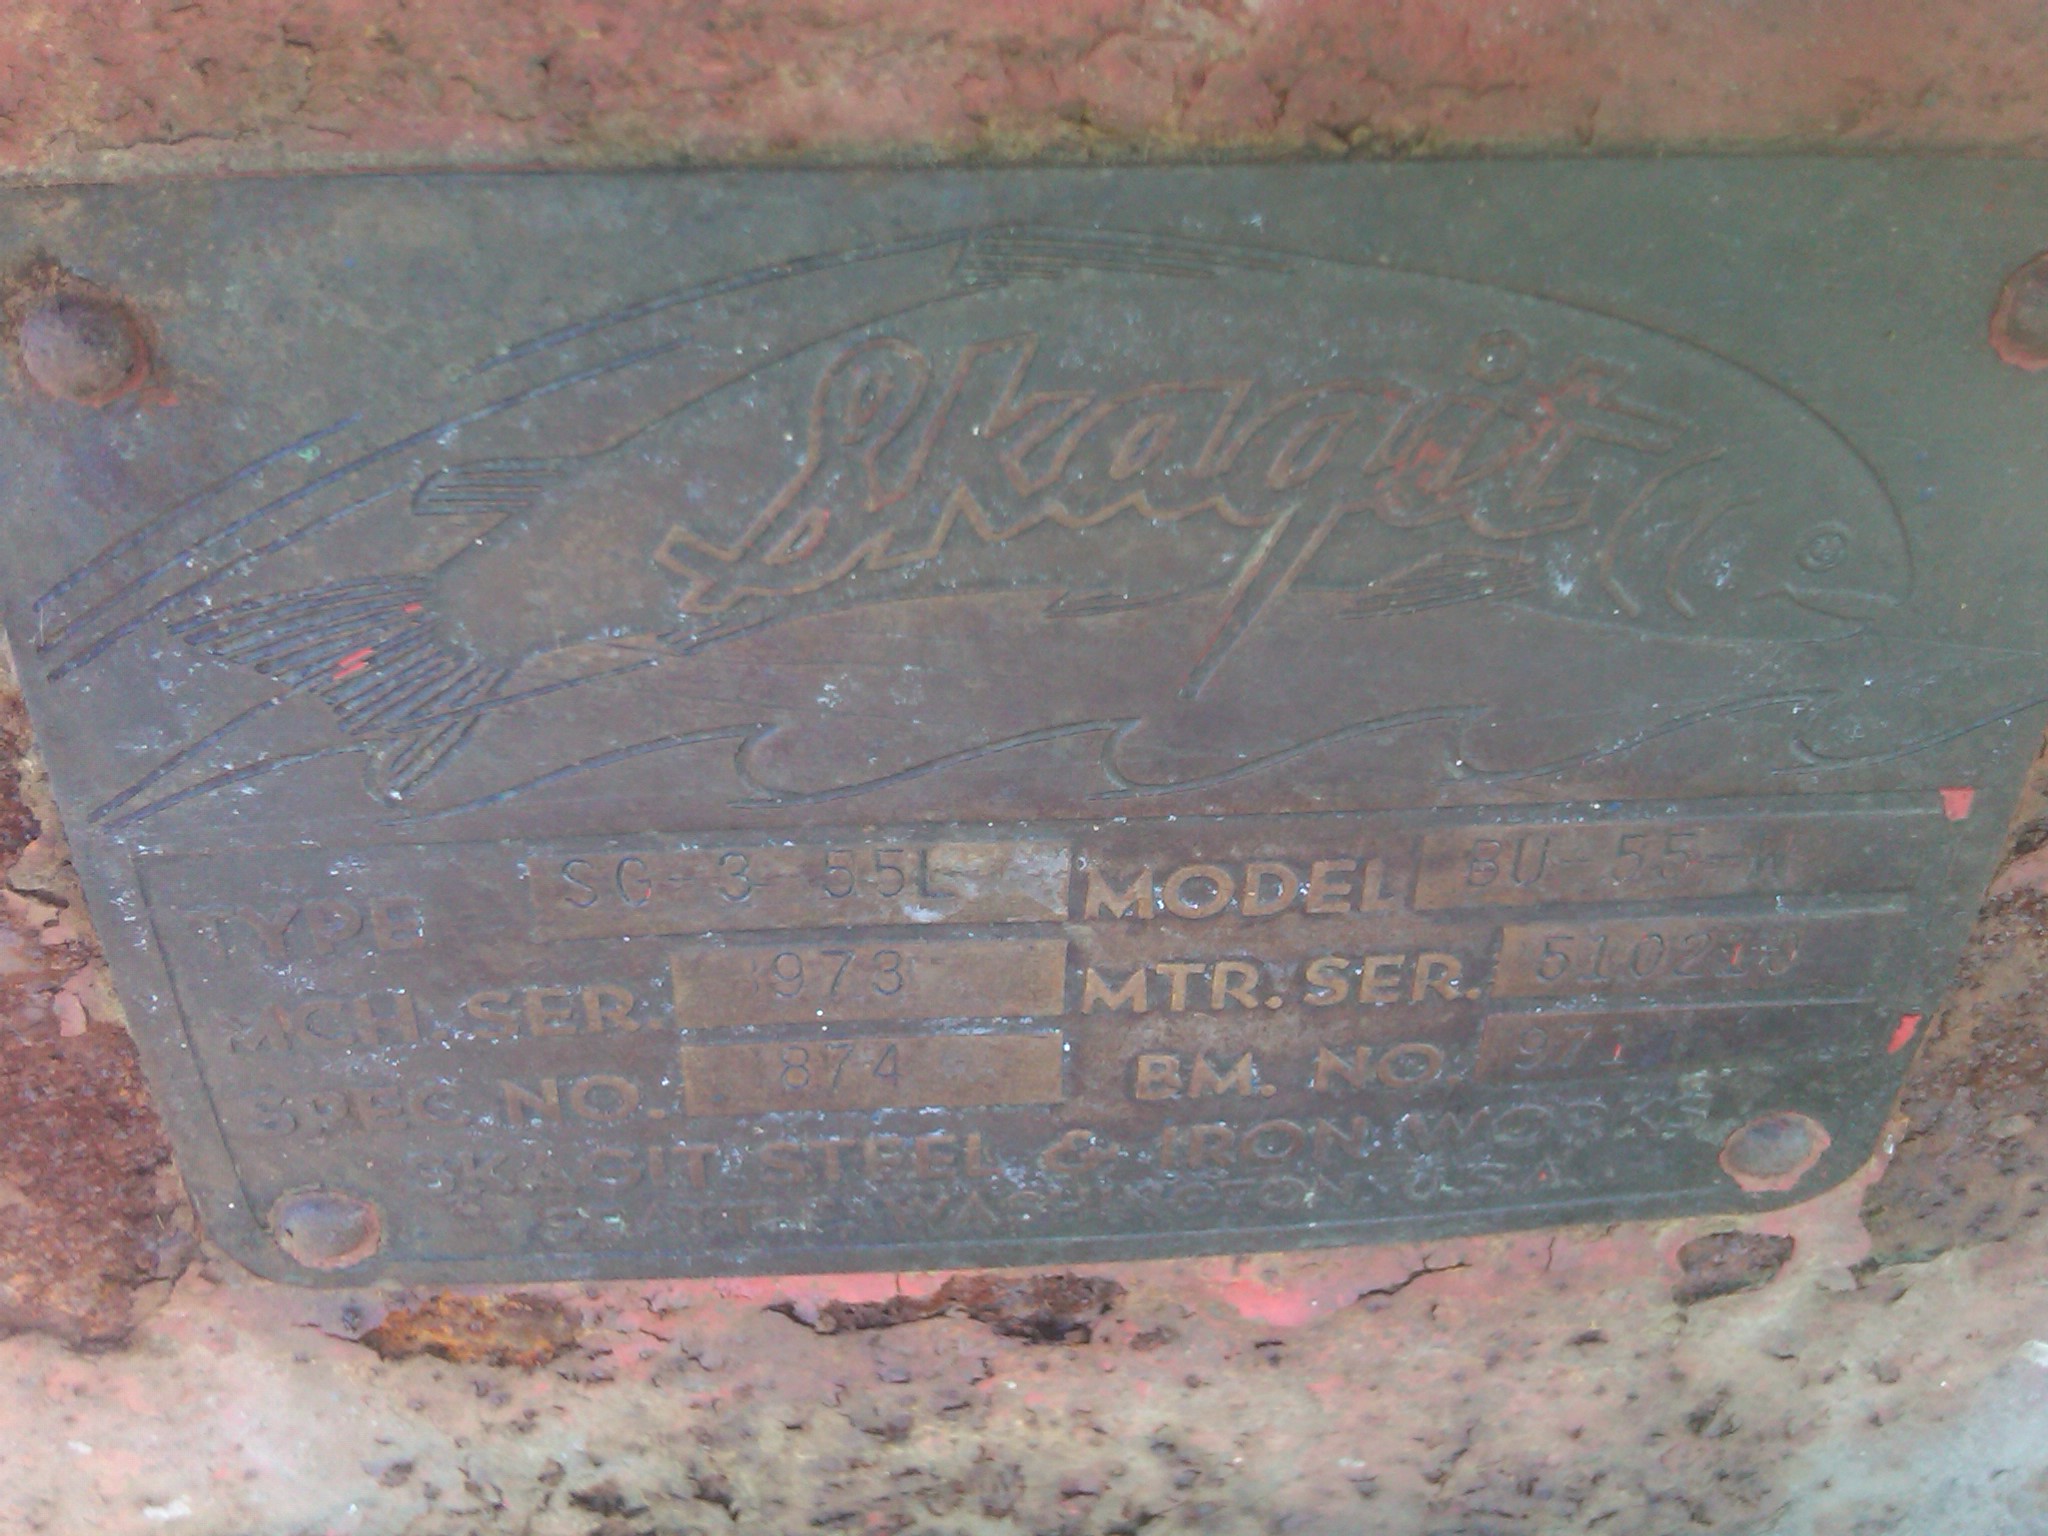 Skagit
TYPE SG-3-55L MODEL BU-55-W
MCH. SER. 973 MTR. SER. 510210
SPEC. NO. 874 BM. NO.
SKAGIT STEEL & IRON WORKS
WASHINGTON U.S.A.